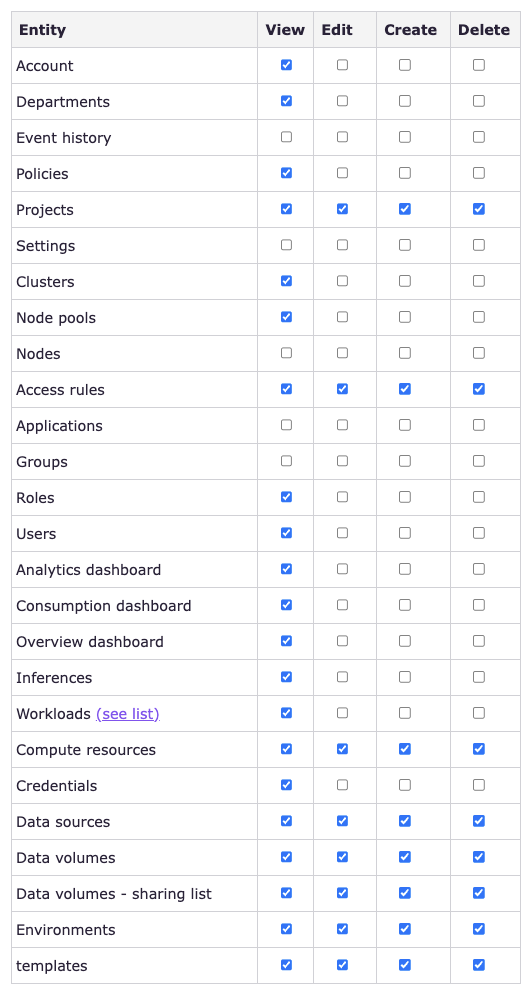 Entity View Edit Create Delete
Account
Departments
Event history
Policies
Projects
Settings
Clusters
Node pools
Nodes
Access rules
Applications
Groups
Roles
Users
Analytics dashboard
Consumption dashboard
Overview dashboard
Inferences
Workloads (see list)
Compute resources
Credentials
Data sources
Data volumes
Data volumes - sharing list
Environments
templates